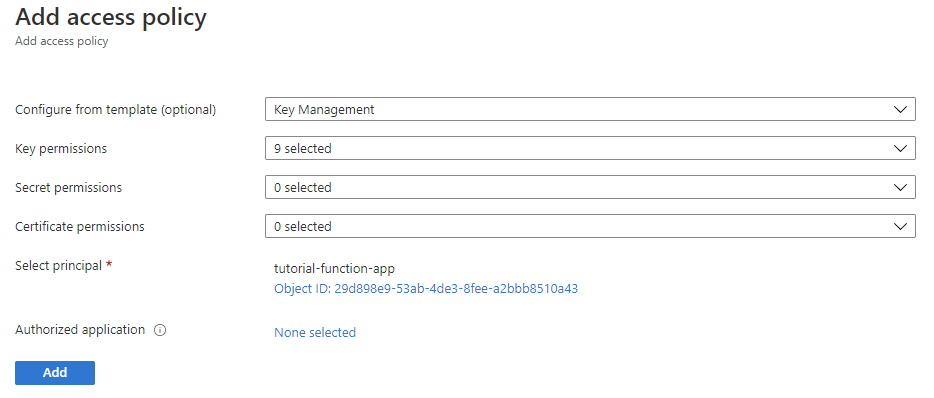 Add access policy
Add access policy
Configure from template (optional) Key Management
Key permissions 9 selected
Secret permissions 0 selected
Certificate permissions 0 selected
Select principal * tutorial-function-app
Object ID: 29d898e9-53ab-4de3-8fee-a2bbb8510a43
Authorized application None selected
Add